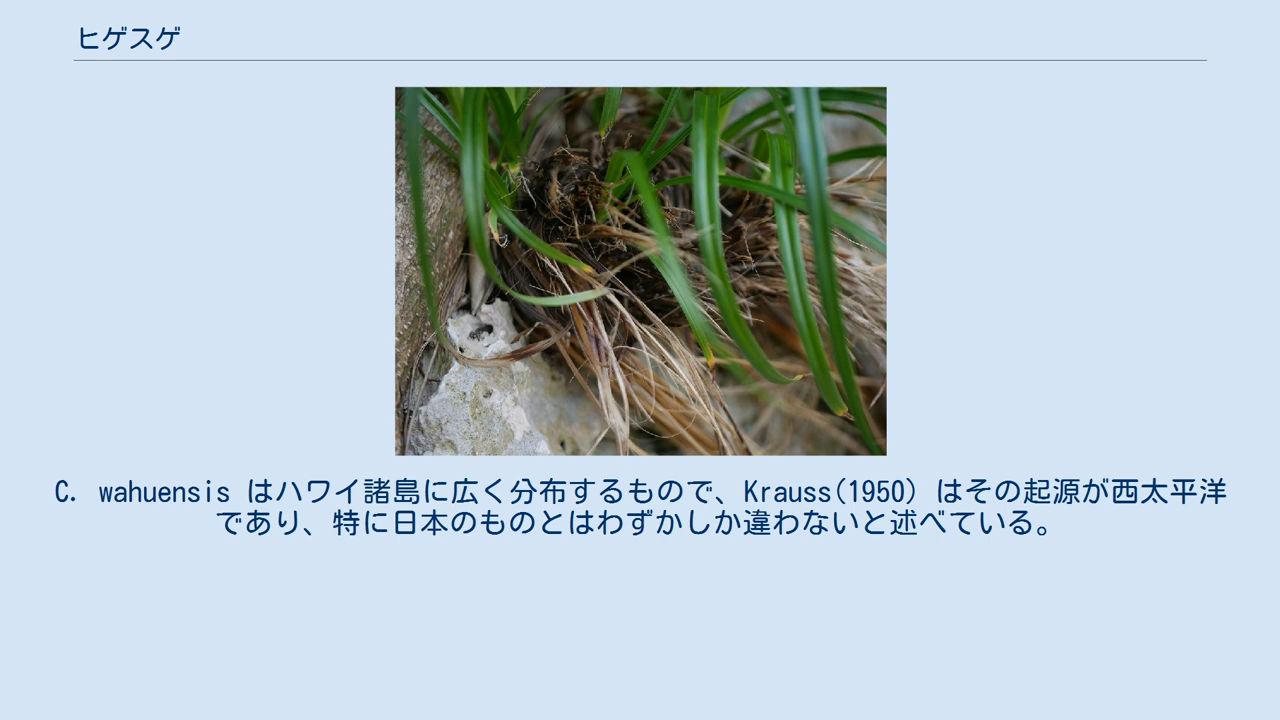 ヒゲスゲ
C. wahuensis はハワイ諸島に広く分布するもので、Krauss(1950) はその起源が西太平洋
であり、特に日本のものとはわずかしか違わないと述べている。